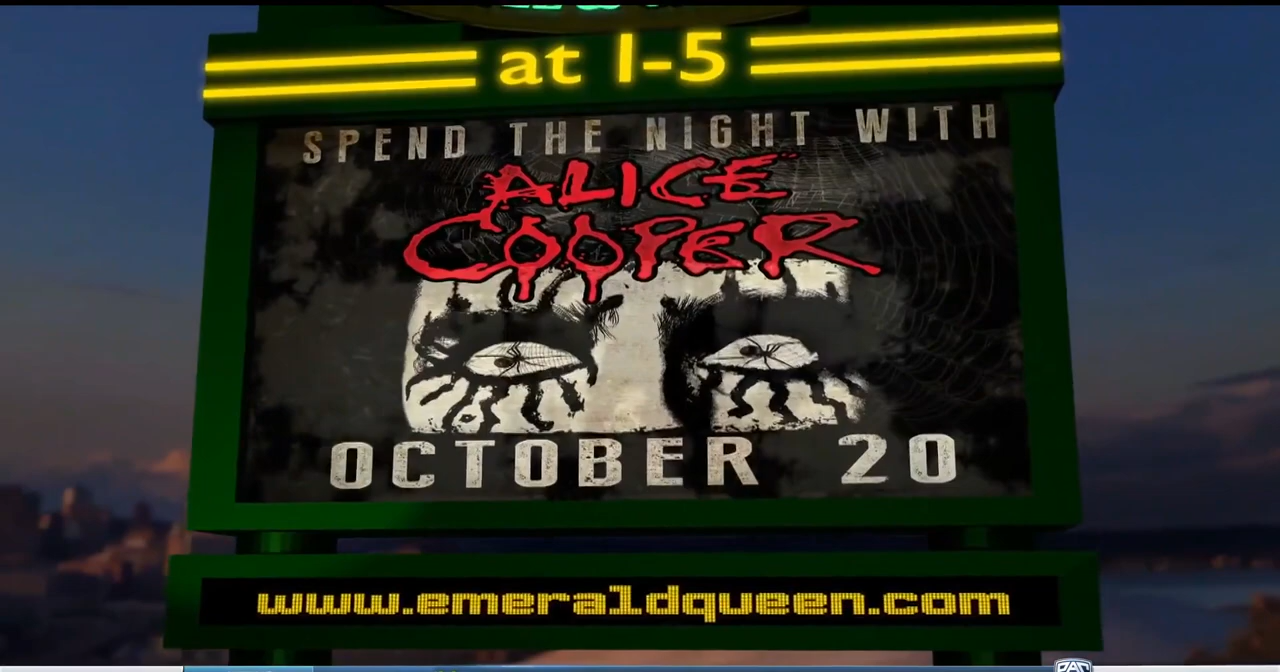 at I-5
SPEND THE NIGHT WITH
ALICE
COOPER
OCTOBER 20
www.emeraldqueen.com